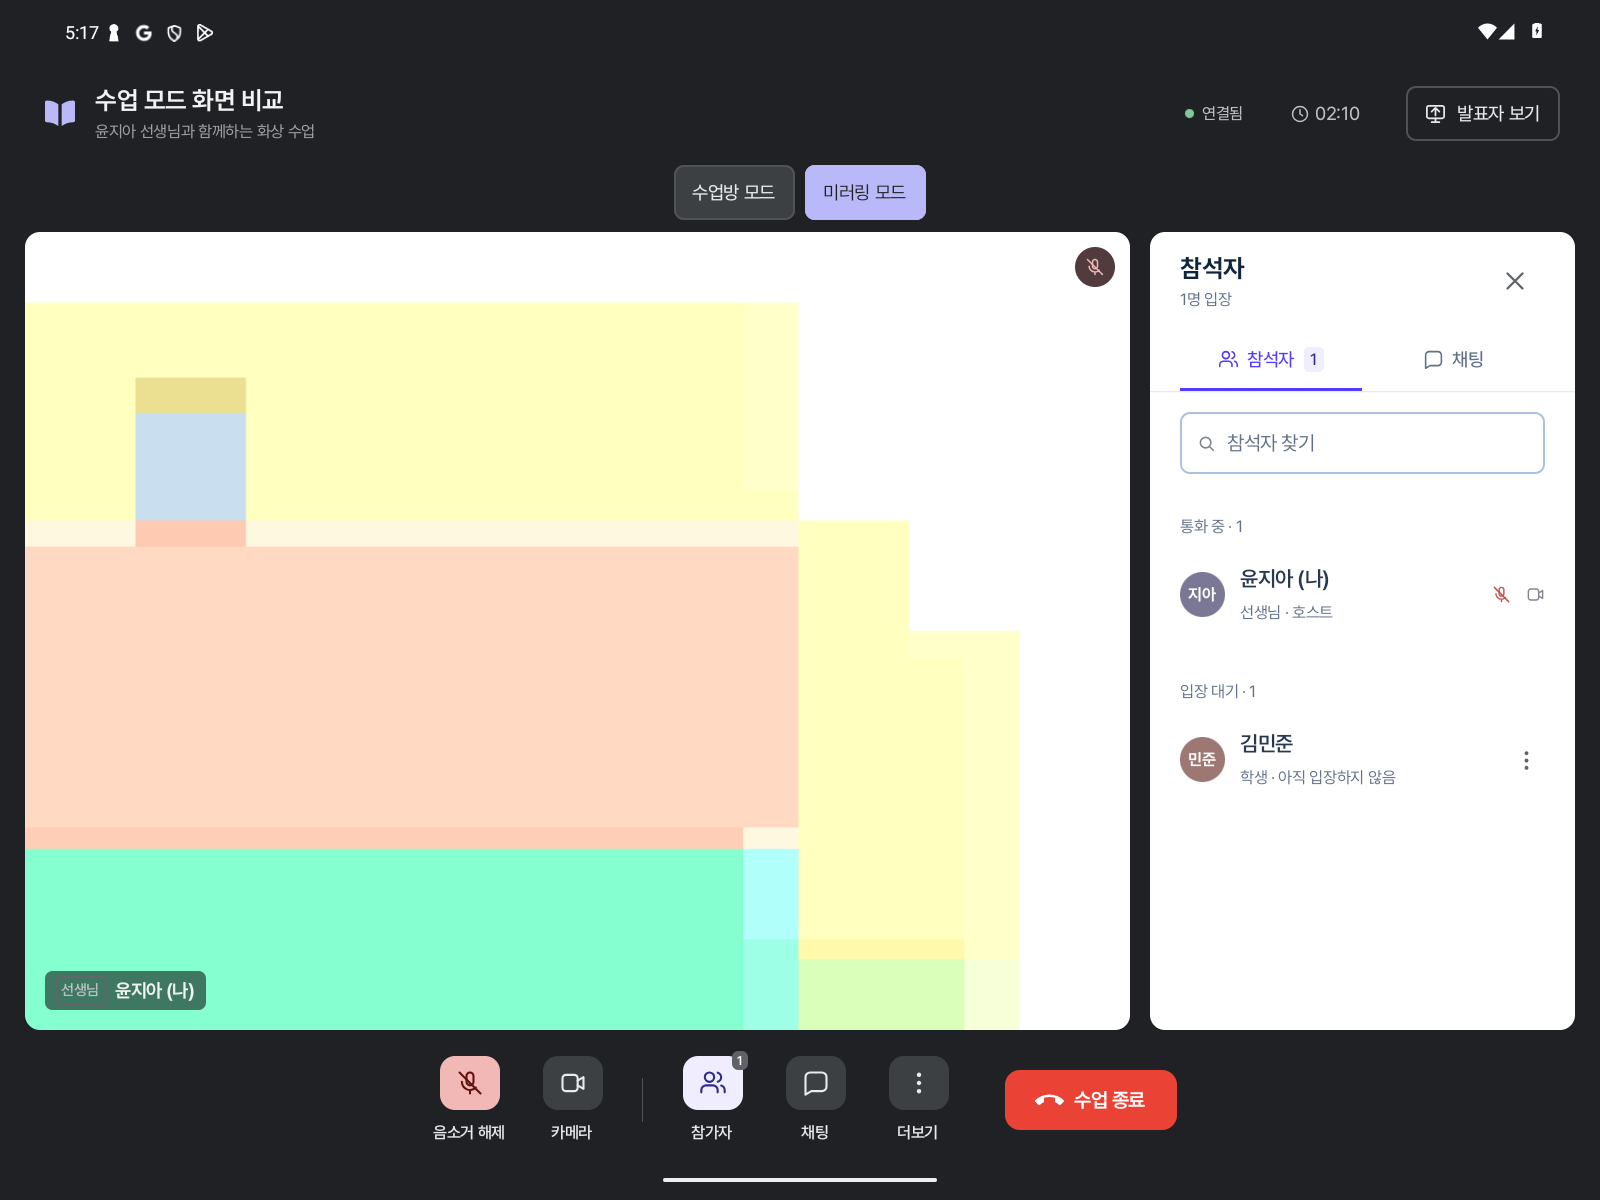 5:17
수업 모드 화면 비교
윤지아 선생님과 함께하는 화상 수업
연결됨
02:10
발표자 보기
수업방 모드
미러링 모드
선생님 윤지아 (나)
참석자
1명 입장
참석자 1
채팅
참석자 찾기
통화 중 · 1
지아
윤지아 (나)
선생님 · 호스트
입장 대기 · 1
민준
김민준
학생 · 아직 입장하지 않음
음소거 해제
카메라
1
참가자
채팅
더보기
수업 종료